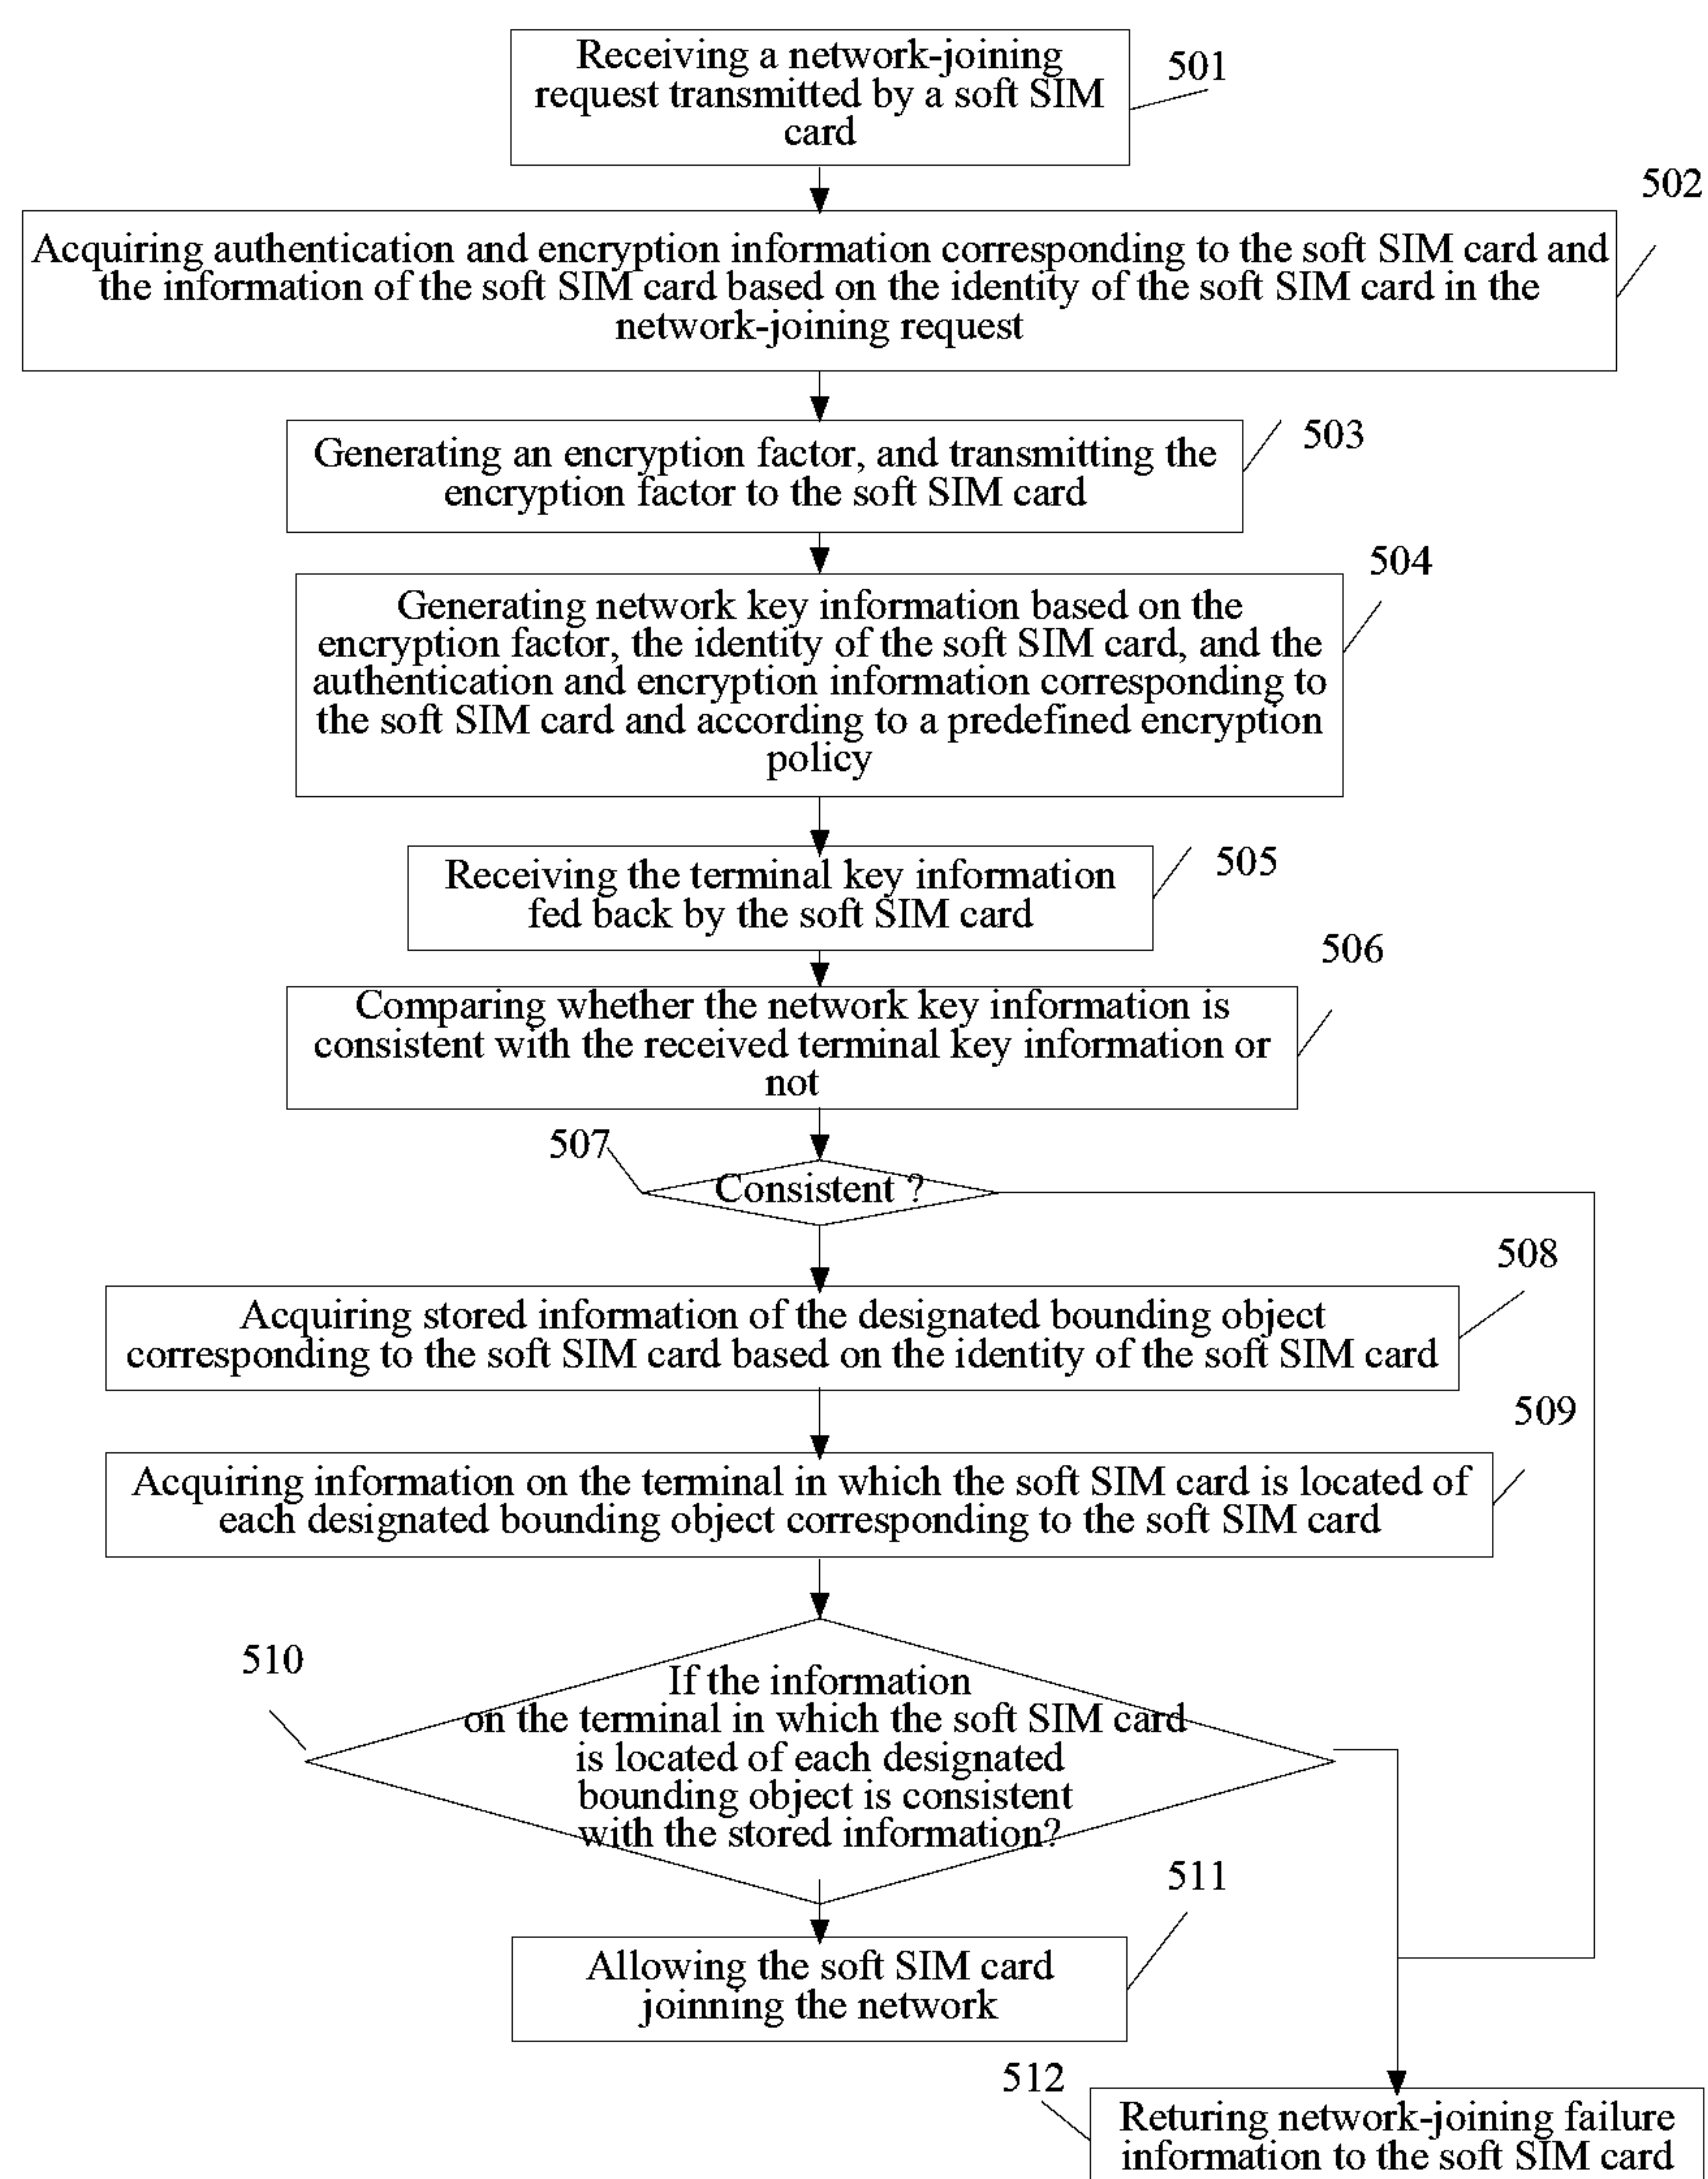 Receiving a network-joining
request transmitted by a soft SIM
card
501
502
Acquiring authentication and encryption information corresponding to the soft SIM card and
the information of the soft SIM card based on the identity of the soft SIM card in the
network-joining request
Generating an encryption factor, and transmitting the
encryption factor to the soft SIM card
503
504
Generating network key information based on the
encryption factor, the identity of the soft SIM card, and the
authentication and encryption information corresponding to
the soft SIM card and according to a predefined encryption
policy
Receiving the terminal key information
fed back by the soft SIM card
505
506
Comparing whether the network key information is
consistent with the received terminal key information or
not
507
Consistent ?
508
Acquiring stored information of the designated bounding object
corresponding to the soft SIM card based on the identity of the soft SIM card
509
Acquiring information on the terminal in which the soft SIM card is located of
each designated bounding object corresponding to the soft SIM card
510
If the information
on the terminal in which the soft SIM card
is located of each designated
bounding object is consistent
with the stored information?
511
Allowing the soft SIM card
joinning the network
512
Returing network-joining failure
information to the soft SIM card